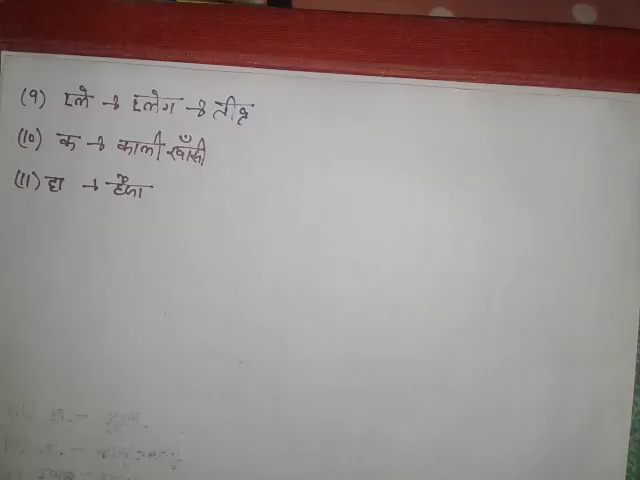 (9) प्ले → प्लेग → तीव्र
(10) क → काली खाँसी
(11) हा → हैजा